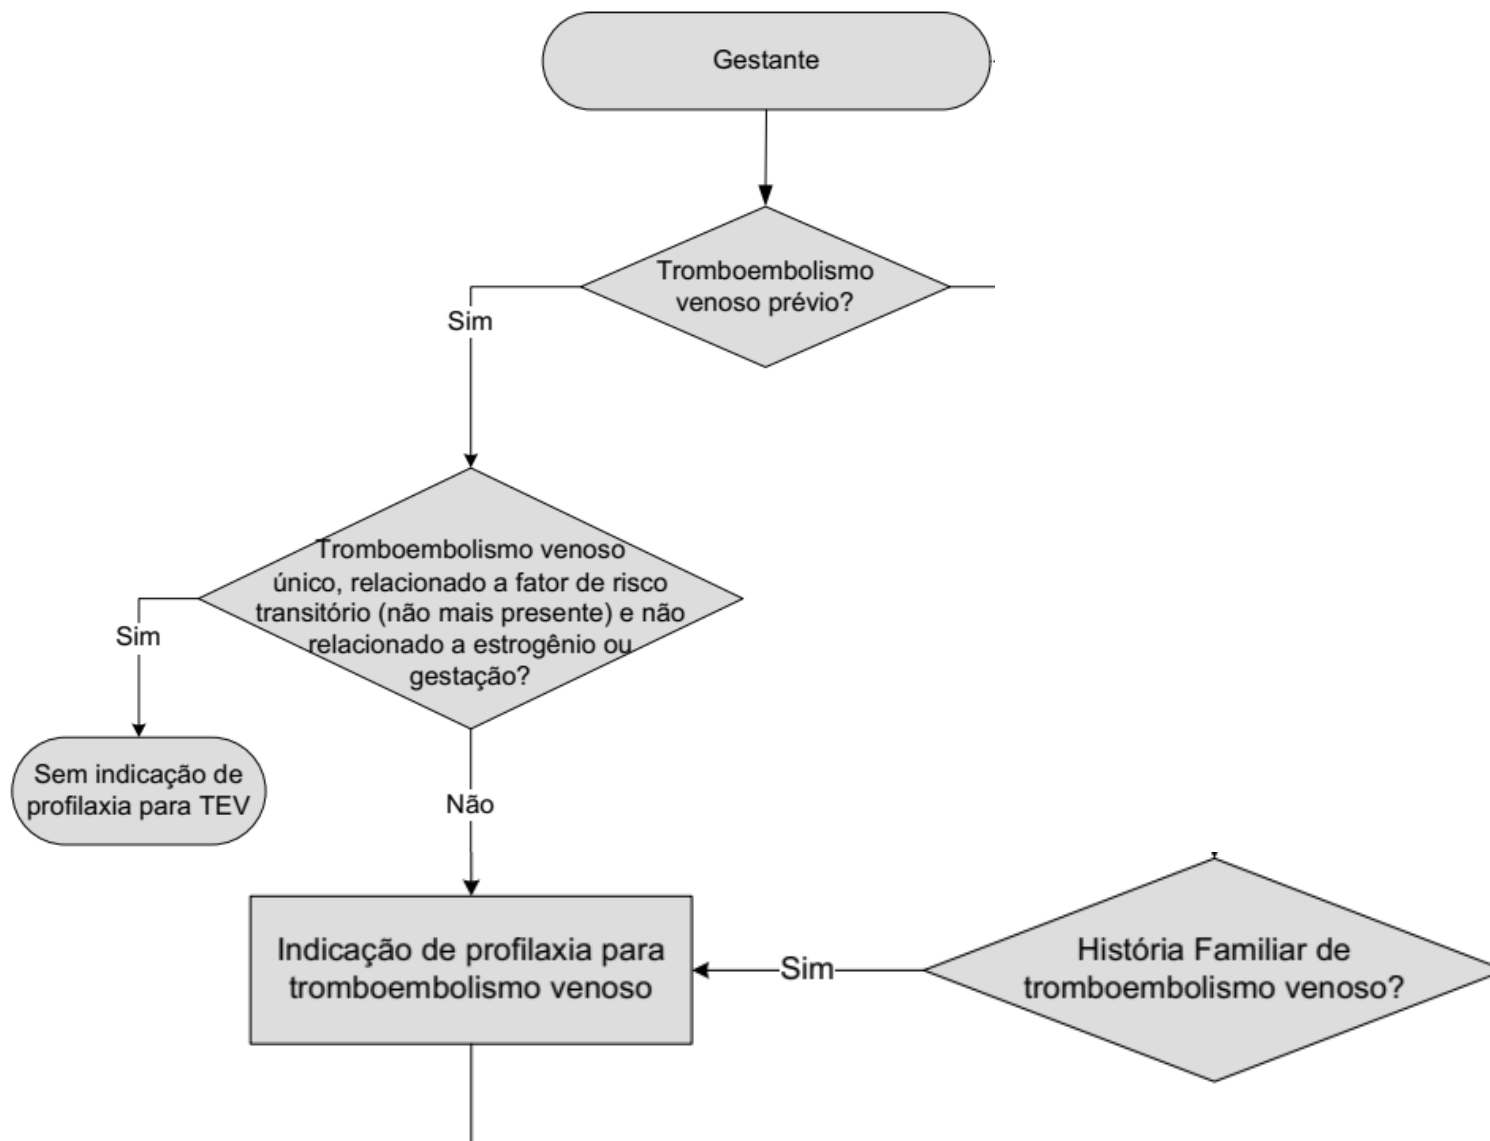 Gestante
Tromboembolismo
venoso prévio?
Sim
Tromboembolismo venoso
único, relacionado a fator de risco
transitório (não mais presente) e não
relacionado a estrogênio ou
gestação?
Sim
Sem indicação de
profilaxia para TEV
Não
Indicação de profilaxia para
tromboembolismo venoso
Sim
História Familiar de
tromboembolismo venoso?